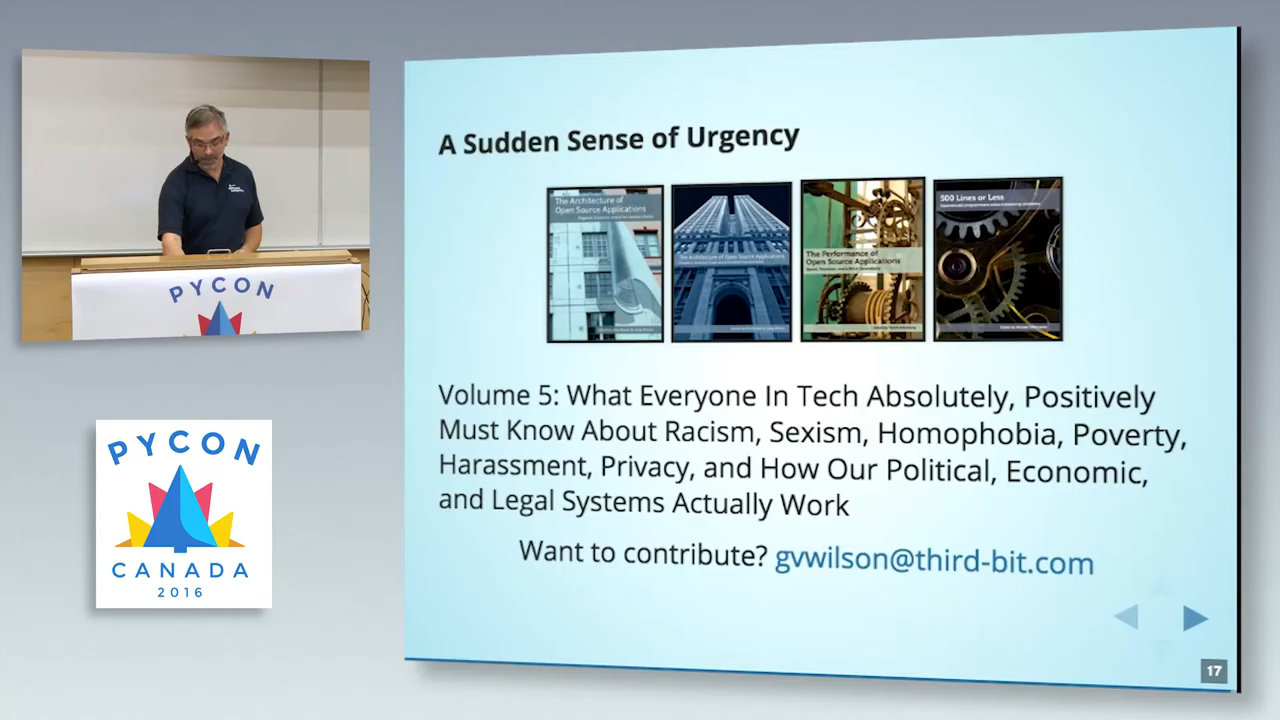 PYCON
PYCON
CANADA
2016
A Sudden Sense of Urgency
The Architecture of
Open Source Applications
The Architecture of Open Source Applications
The Performance of
Open Source Applications
500 Lines or Less
Volume 5: What Everyone In Tech Absolutely, Positively
Must Know About Racism, Sexism, Homophobia, Poverty,
Harassment, Privacy, and How Our Political, Economic,
and Legal Systems Actually Work
Want to contribute? gvwilson@third-bit.com
17